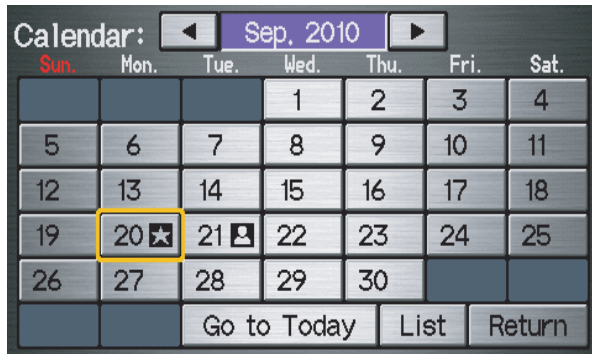 Calendar: Sep. 2010
Sun. Mon. Tue. Wed. Thu. Fri. Sat.
1 2 3 4
5 6 7 8 9 10 11
12 13 14 15 16 17 18
19 20 21 22 23 24 25
26 27 28 29 30
Go to Today List Return